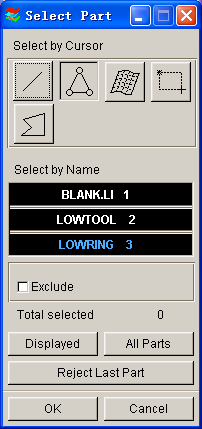 Select Part
Select by Cursor
Select by Name
BLANK.LI 1
LOWTOOL 2
LOWRING 3
Exclude
Total selected 0
Displayed All Parts
Reject Last Part
OK Cancel